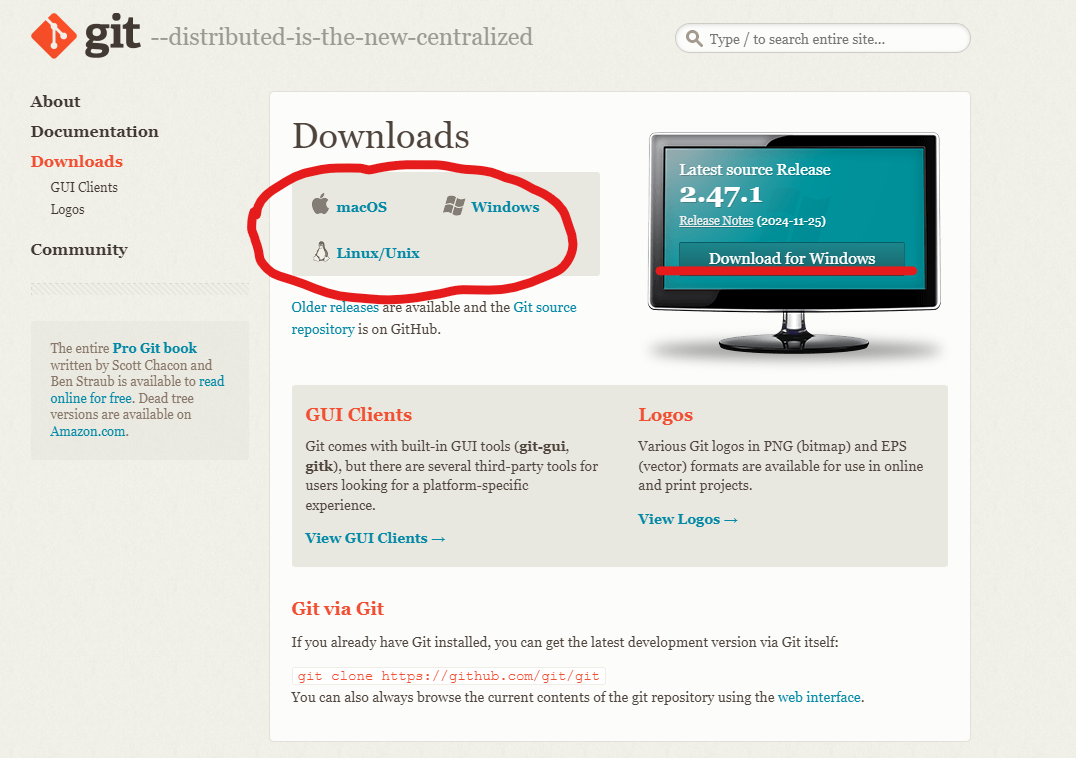 git --distributed-is-the-new-centralized
Type / to search entire site...
About
Documentation
Downloads
GUI Clients
Logos
Community
The entire Pro Git book
written by Scott Chacon and
Ben Straub is available to read
online for free. Dead tree
versions are available on
Amazon.com.
Downloads
macOS
Windows
Linux/Unix
Older releases are available and the Git source
repository is on GitHub.
Latest source Release
2.47.1
Release Notes (2024-11-25)
Download for Windows
GUI Clients
Git comes with built-in GUI tools (git-gui,
gitk), but there are several third-party tools for
users looking for a platform-specific
experience.
View GUI Clients →
Logos
Various Git logos in PNG (bitmap) and EPS
(vector) formats are available for use in online
and print projects.
View Logos →
Git via Git
If you already have Git installed, you can get the latest development version via Git itself:
git clone https://github.com/git/git
You can also always browse the current contents of the git repository using the web interface.